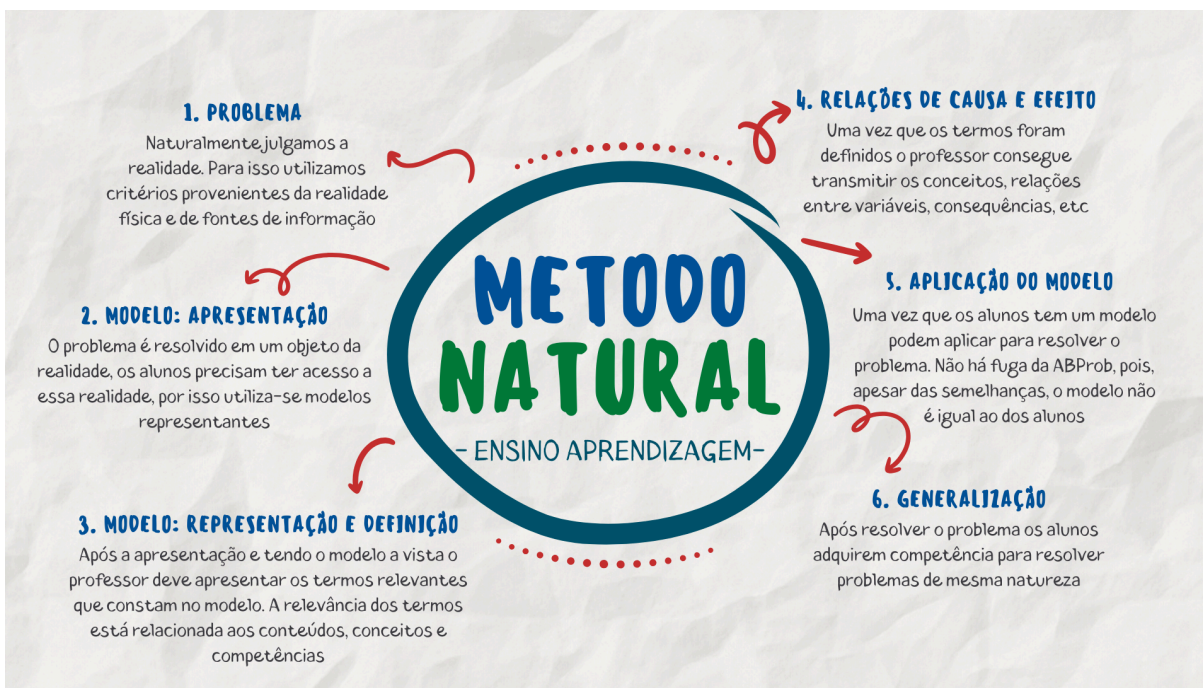 1. PROBLEMA
Naturalmente julgamos a
realidade. Para isso utilizamos
critérios provenientes da realidade
física e de fontes de informação
2. MODELO: APRESENTAÇÃO
O problema é resolvido em um objeto da
realidade, os alunos precisam ter acesso a
essa realidade, por isso utiliza-se modelos
representantes
3. MODELO: REPRESENTAÇÃO E DEFINIÇÃO
Após a apresentação e tendo o modelo a vista o
professor deve apresentar os termos relevantes
que constam no modelo. A relevância dos termos
está relacionada aos conteúdos, conceitos e
competências
METODO
NATURAL
- ENSINO APRENDIZAGEM-
4. RELAÇÕES DE CAUSA E EFEITO
Uma vez que os termos foram
definidos o professor consegue
transmitir os conceitos, relações
entre variáveis, consequências, etc
5. APLICAÇÃO DO MODELO
Uma vez que os alunos tem um modelo
podem aplicar para resolver o
problema. Não há fuga da ABProb, pois,
apesar das semelhanças, o modelo não
é igual ao dos alunos
6. GENERALIZAÇÃO
Após resolver o problema os alunos
adquirem competência para resolver
problemas de mesma natureza